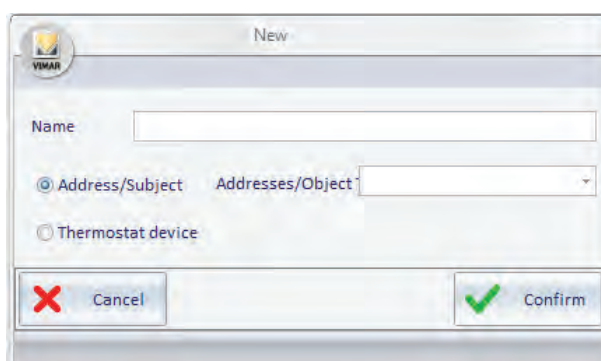 New
VIMAR
Name
Address/Subject Addresses/Object
Thermostat device
Cancel Confirm